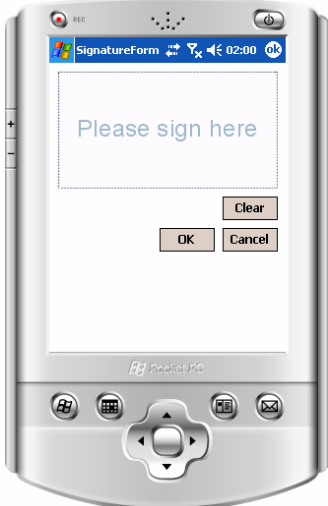 REC
SignatureForm 02:00 ok
Please sign here
Clear
OK Cancel
Pocket PC
+
-